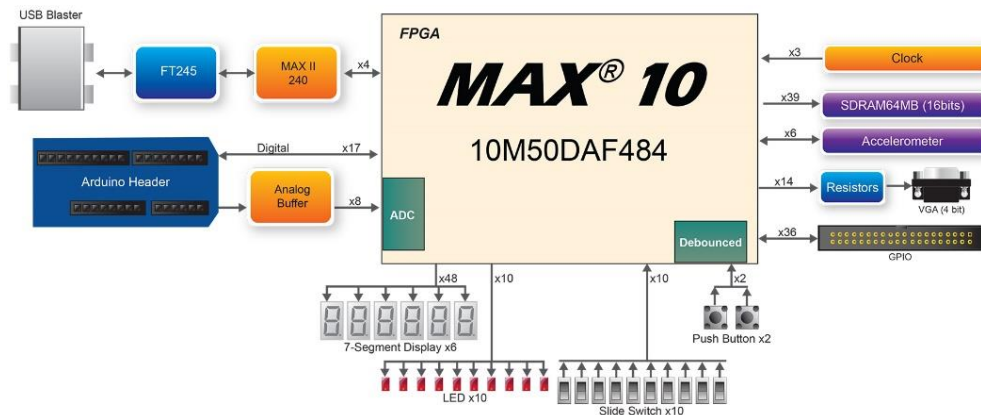 USB Blaster
FPGA
MAX® 10
10M50DAF484
FT245
MAX II
240
x4
x3
Clock
x39
SDRAM64MB (16bits)
x6
Accelerometer
Digital
x17
Arduino Header
Analog
Buffer
x8
ADC
x14
Resistors
VGA (4 bit)
Debounced
x36
GPIO
x48
x10
x10
x2
7-Segment Display x6
Push Button x2
LED x10
Slide Switch x10